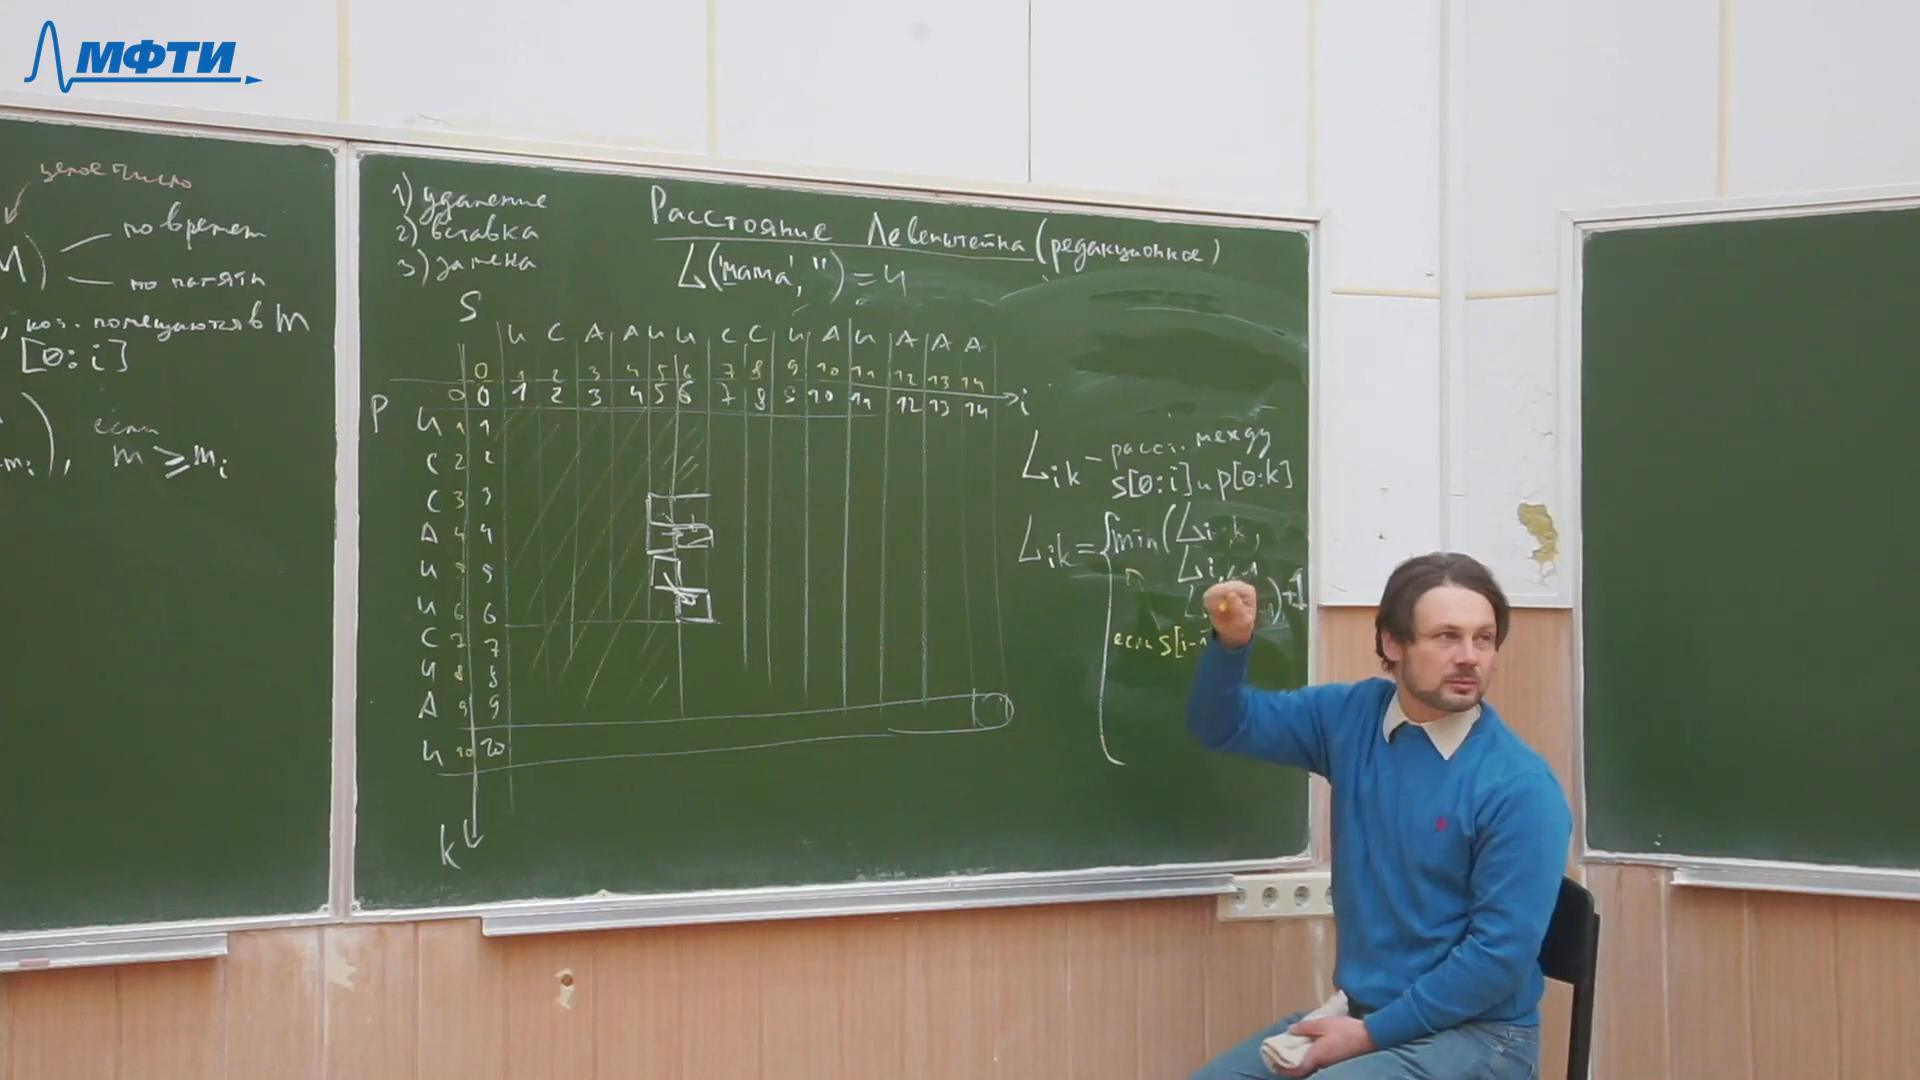 МФТИ
целое число
по времени
по памяти
, кот. помещаются в m
[0:i]
если
m ≥ mᵢ
1) удаление
2) вставка
3) замена
Расстояние Левенштейна (редакционное)
L('мама', '') = 4
S
И С А А И И С С И А И А А А
0 1 2 3 4 5 6 7 8 9 10 11 12 13 14
0 0 1 2 3 4 5 6 7 8 9 10 11 12 13 14 i
P
И 1 1
С 2 2
С 3 3
А 4 4
И 5 5
И 6 6
С 7 7
И 8 8
А 9 9
И 10 10
k
Lik - расст. между
s[0:i] и p[0:k]
Lik = { min(L
L
+1
если s[i-1